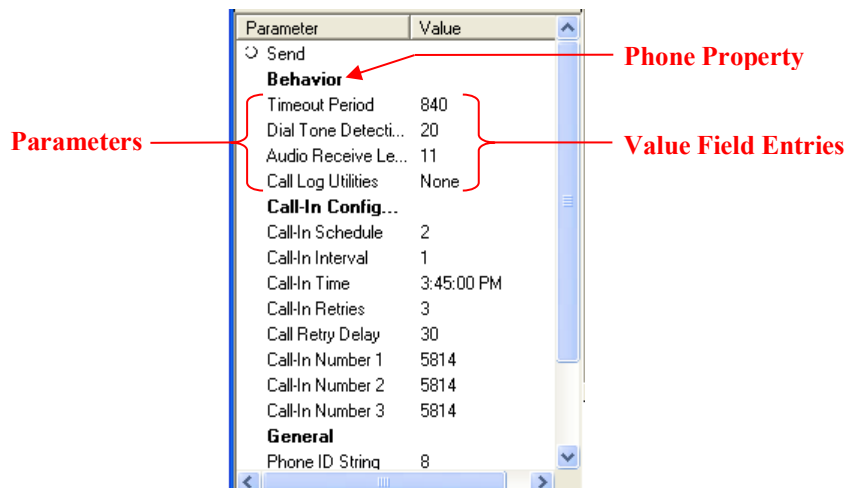 Parameter Value
Send
Phone Property
Behavior
Timeout Period 840
Dial Tone Detecti... 20
Parameters
Value Field Entries
Audio Receive Le... 11
Call Log Utilities None
Call-In Config...
Call-In Schedule 2
Call-In Interval 1
Call-In Time 3:45:00 PM
Call-In Retries 3
Call Retry Delay 30
Call-In Number 1 5814
Call-In Number 2 5814
Call-In Number 3 5814
General
Phone ID String 8